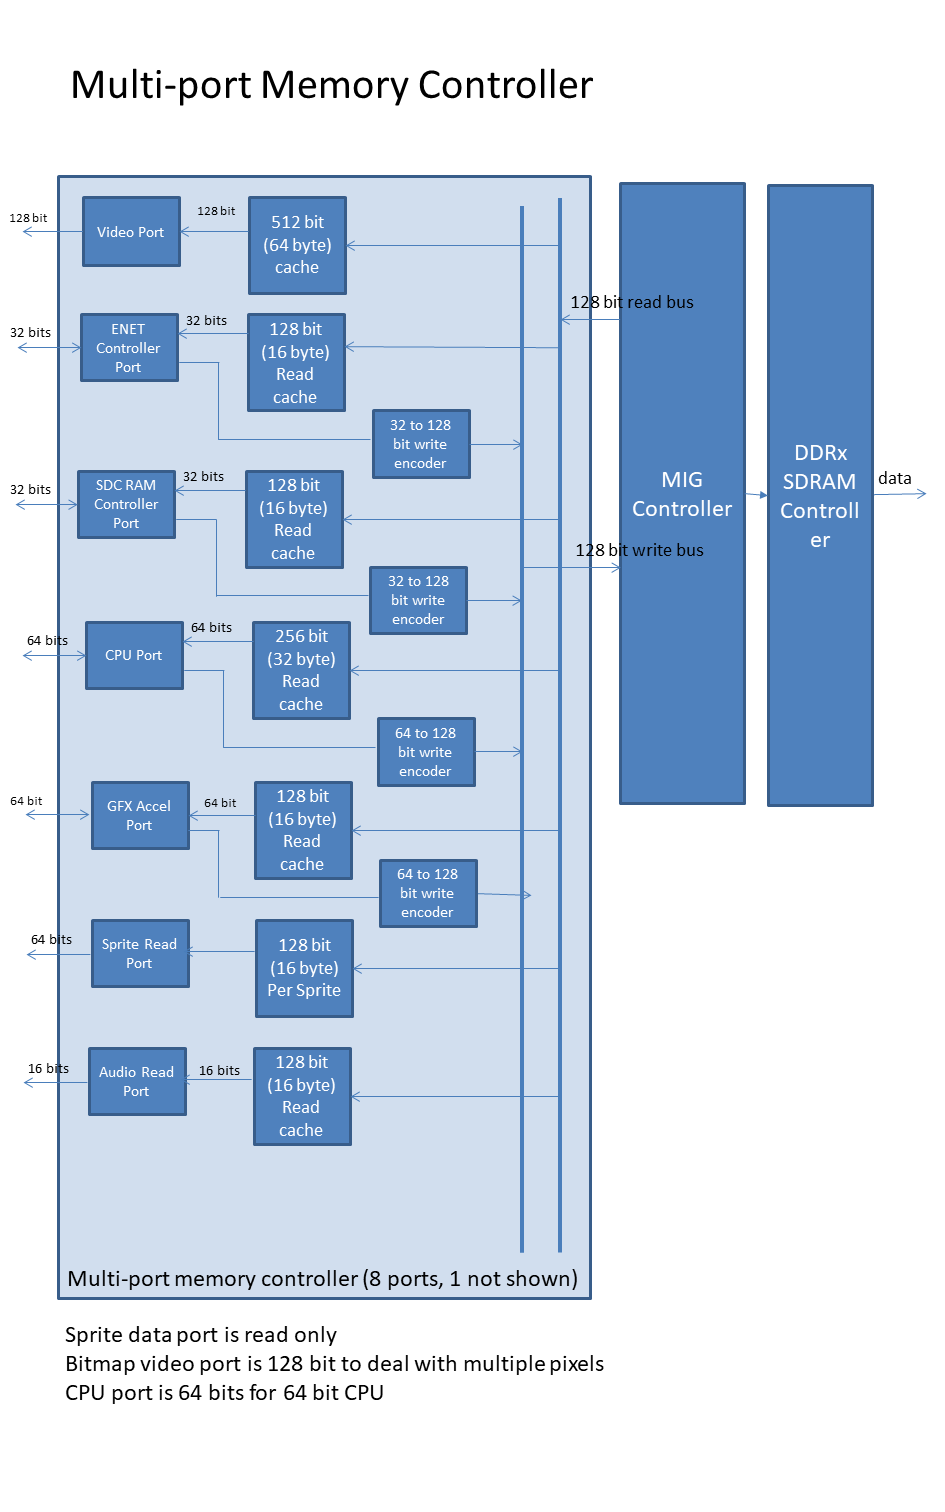 Multi-port Memory Controller
128 bit
Video Port
128 bit
512 bit
(64 byte)
cache
128 bit read bus
32 bits
ENET
Controller
Port
32 bits
128 bit
(16 byte)
Read
cache
32 to 128
bit write
encoder
32 bits
SDC RAM
Controller
Port
32 bits
128 bit
(16 byte)
Read
cache
32 to 128
bit write
encoder
MIG
Controller
DDRx
SDRAM
Controll
er
data
128 bit write bus
64 bits
CPU Port
64 bits
256 bit
(32 byte)
Read
cache
64 to 128
bit write
encoder
64 bit
GFX Accel
Port
64 bit
128 bit
(16 byte)
Read
cache
64 to 128
bit write
encoder
64 bits
Sprite Read
Port
128 bit
(16 byte)
Per Sprite
16 bits
Audio Read
Port
16 bits
128 bit
(16 byte)
Read
cache
Multi-port memory controller (8 ports, 1 not shown)
Sprite data port is read only
Bitmap video port is 128 bit to deal with multiple pixels
CPU port is 64 bits for 64 bit CPU